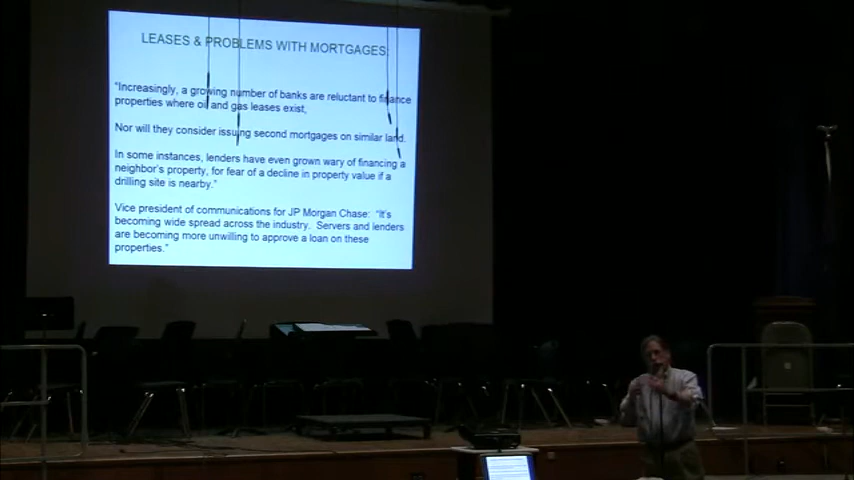 LEASES & PROBLEMS WITH MORTGAGES:
"Increasingly, a growing number of banks are reluctant to finance
properties where oil and gas leases exist,
Nor will they consider issuing second mortgages on similar land.
In some instances, lenders have even grown wary of financing a
neighbor's property, for fear of a decline in property value if a
drilling site is nearby."
Vice president of communications for JP Morgan Chase: "It's
becoming wide spread across the industry. Servers and lenders
are becoming more unwilling to approve a loan on these
properties."